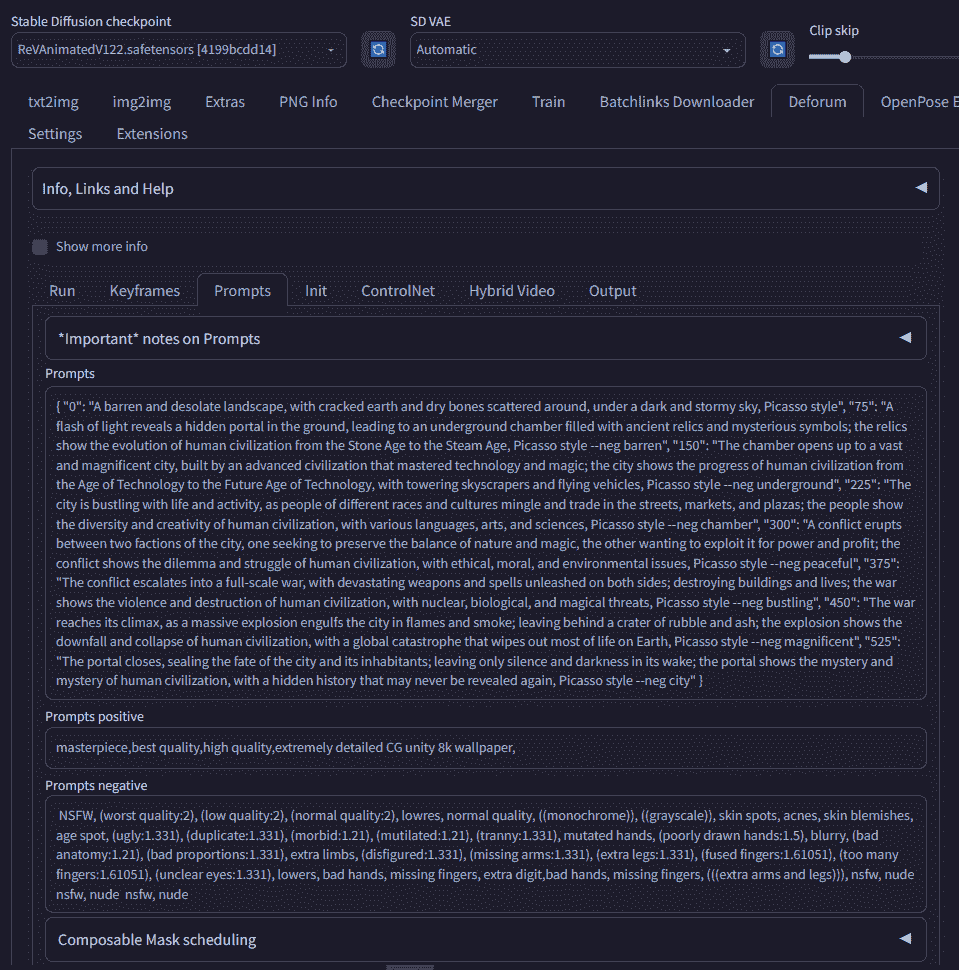 Stable Diffusion checkpoint
SD VAE
Clip skip
ReVAnimatedV122.safetensors [4199bcdd14]
Automatic
txt2img
img2img
Extras
PNG Info
Checkpoint Merger
Train
Batchlinks Downloader
Deforum
OpenPose E
Settings
Extensions
Info, Links and Help
Show more info
Run
Keyframes
Prompts
Init
ControlNet
Hybrid Video
Output
*Important* notes on Prompts
Prompts
{ "0": "A barren and desolate landscape, with cracked earth and dry bones scattered around, under a dark and stormy sky, Picasso style", "75": "A
flash of light reveals a hidden portal in the ground, leading to an underground chamber filled with ancient relics and mysterious symbols; the relics
show the evolution of human civilization from the Stone Age to the Steam Age, Picasso style --neg barren", "150": "The chamber opens up to a vast
and magnificent city, built by an advanced civilization that mastered technology and magic; the city shows the progress of human civilization from
the Age of Technology to the Future Age of Technology, with towering skyscrapers and flying vehicles, Picasso style --neg underground", "225": "The
city is bustling with life and activity, as people of different races and cultures mingle and trade in the streets, markets, and plazas; the people show
the diversity and creativity of human civilization, with various languages, arts, and sciences, Picasso style --neg chamber", "300": "A conflict erupts
between two factions of the city, one seeking to preserve the balance of nature and magic, the other wanting to exploit it for power and profit; the
conflict shows the dilemma and struggle of human civilization, with ethical, moral, and environmental issues, Picasso style --neg peaceful", "375":
"The conflict escalates into a full-scale war, with devastating weapons and spells unleashed on both sides; destroying buildings and lives; the war
shows the violence and destruction of human civilization, with nuclear, biological, and magical threats, Picasso style --neg bustling", "450": "The war
reaches its climax, as a massive explosion engulfs the city in flames and smoke; leaving behind a crater of rubble and ash; the explosion shows the
downfall and collapse of human civilization, with a global catastrophe that wipes out most of life on Earth, Picasso style --neg magnificent", "525":
"The portal closes, sealing the fate of the city and its inhabitants; leaving only silence and darkness in its wake; the portal shows the mystery and
mystery of human civilization, with a hidden history that may never be revealed again, Picasso style --neg city" }
Prompts positive
masterpiece,best quality,high quality,extremely detailed CG unity 8k wallpaper,
Prompts negative
NSFW, (worst quality:2), (low quality:2), (normal quality:2), lowres, normal quality, ((monochrome)), ((grayscale)), skin spots, acnes, skin blemishes,
age spot, (ugly:1.331), (duplicate:1.331), (morbid:1.21), (mutilated:1.21), (tranny:1.331), mutated hands, (poorly drawn hands:1.5), blurry, (bad
anatomy:1.21), (bad proportions:1.331), extra limbs, (disfigured:1.331), (missing arms:1.331), (extra legs:1.331), (fused fingers:1.61051), (too many
fingers:1.61051), (unclear eyes:1.331), lowers, bad hands, missing fingers, extra digit,bad hands, missing fingers, (((extra arms and legs))), nsfw, nude
nsfw, nude  nsfw, nude
Composable Mask scheduling